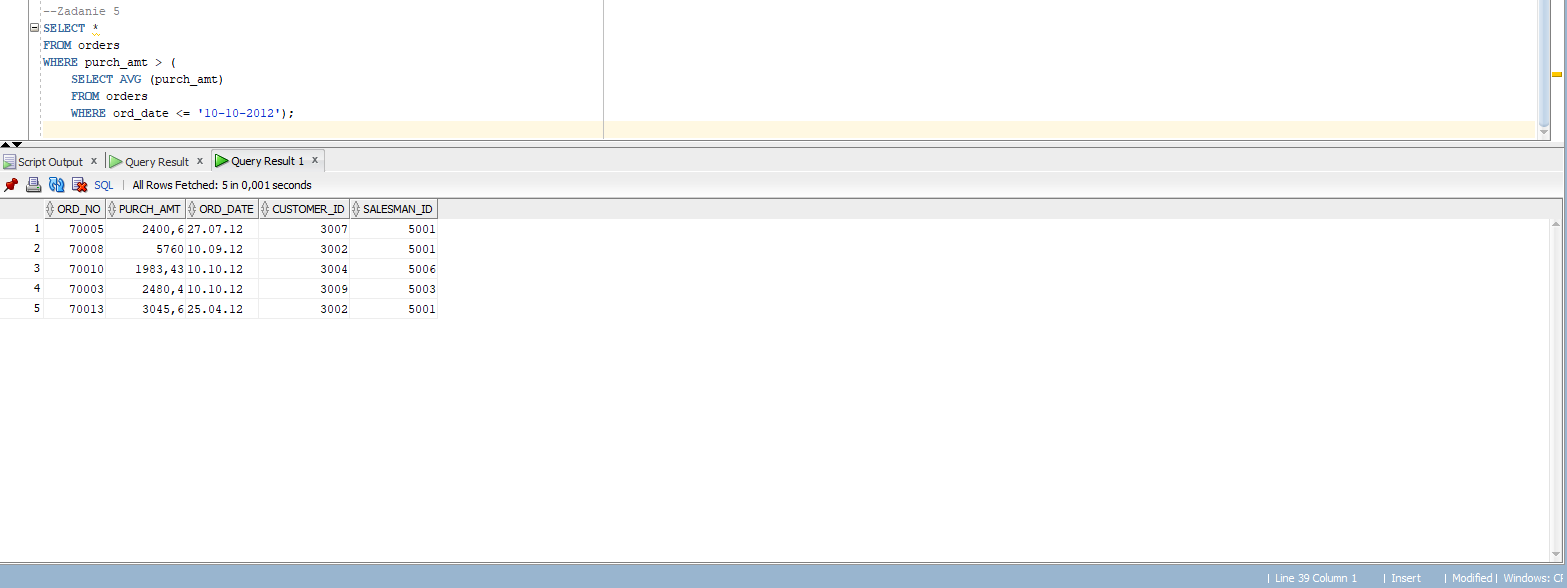 --Zadanie 5
SELECT *
FROM orders
WHERE purch_amt > (
SELECT AVG (purch_amt)
FROM orders
WHERE ord_date <= '10-10-2012');
Script Output x Query Result x Query Result 1 x
SQL | All Rows Fetched: 5 in 0,001 seconds
ORD_NO PURCH_AMT ORD_DATE CUSTOMER_ID SALESMAN_ID
1 70005 2400,6 27.07.12 3007 5001
2 70008 5760 10.09.12 3002 5001
3 70010 1983,43 10.10.12 3004 5006
4 70003 2480,4 10.10.12 3009 5003
5 70013 3045,6 25.04.12 3002 5001
| Line 39 Column 1 | Insert | Modified | Windows: